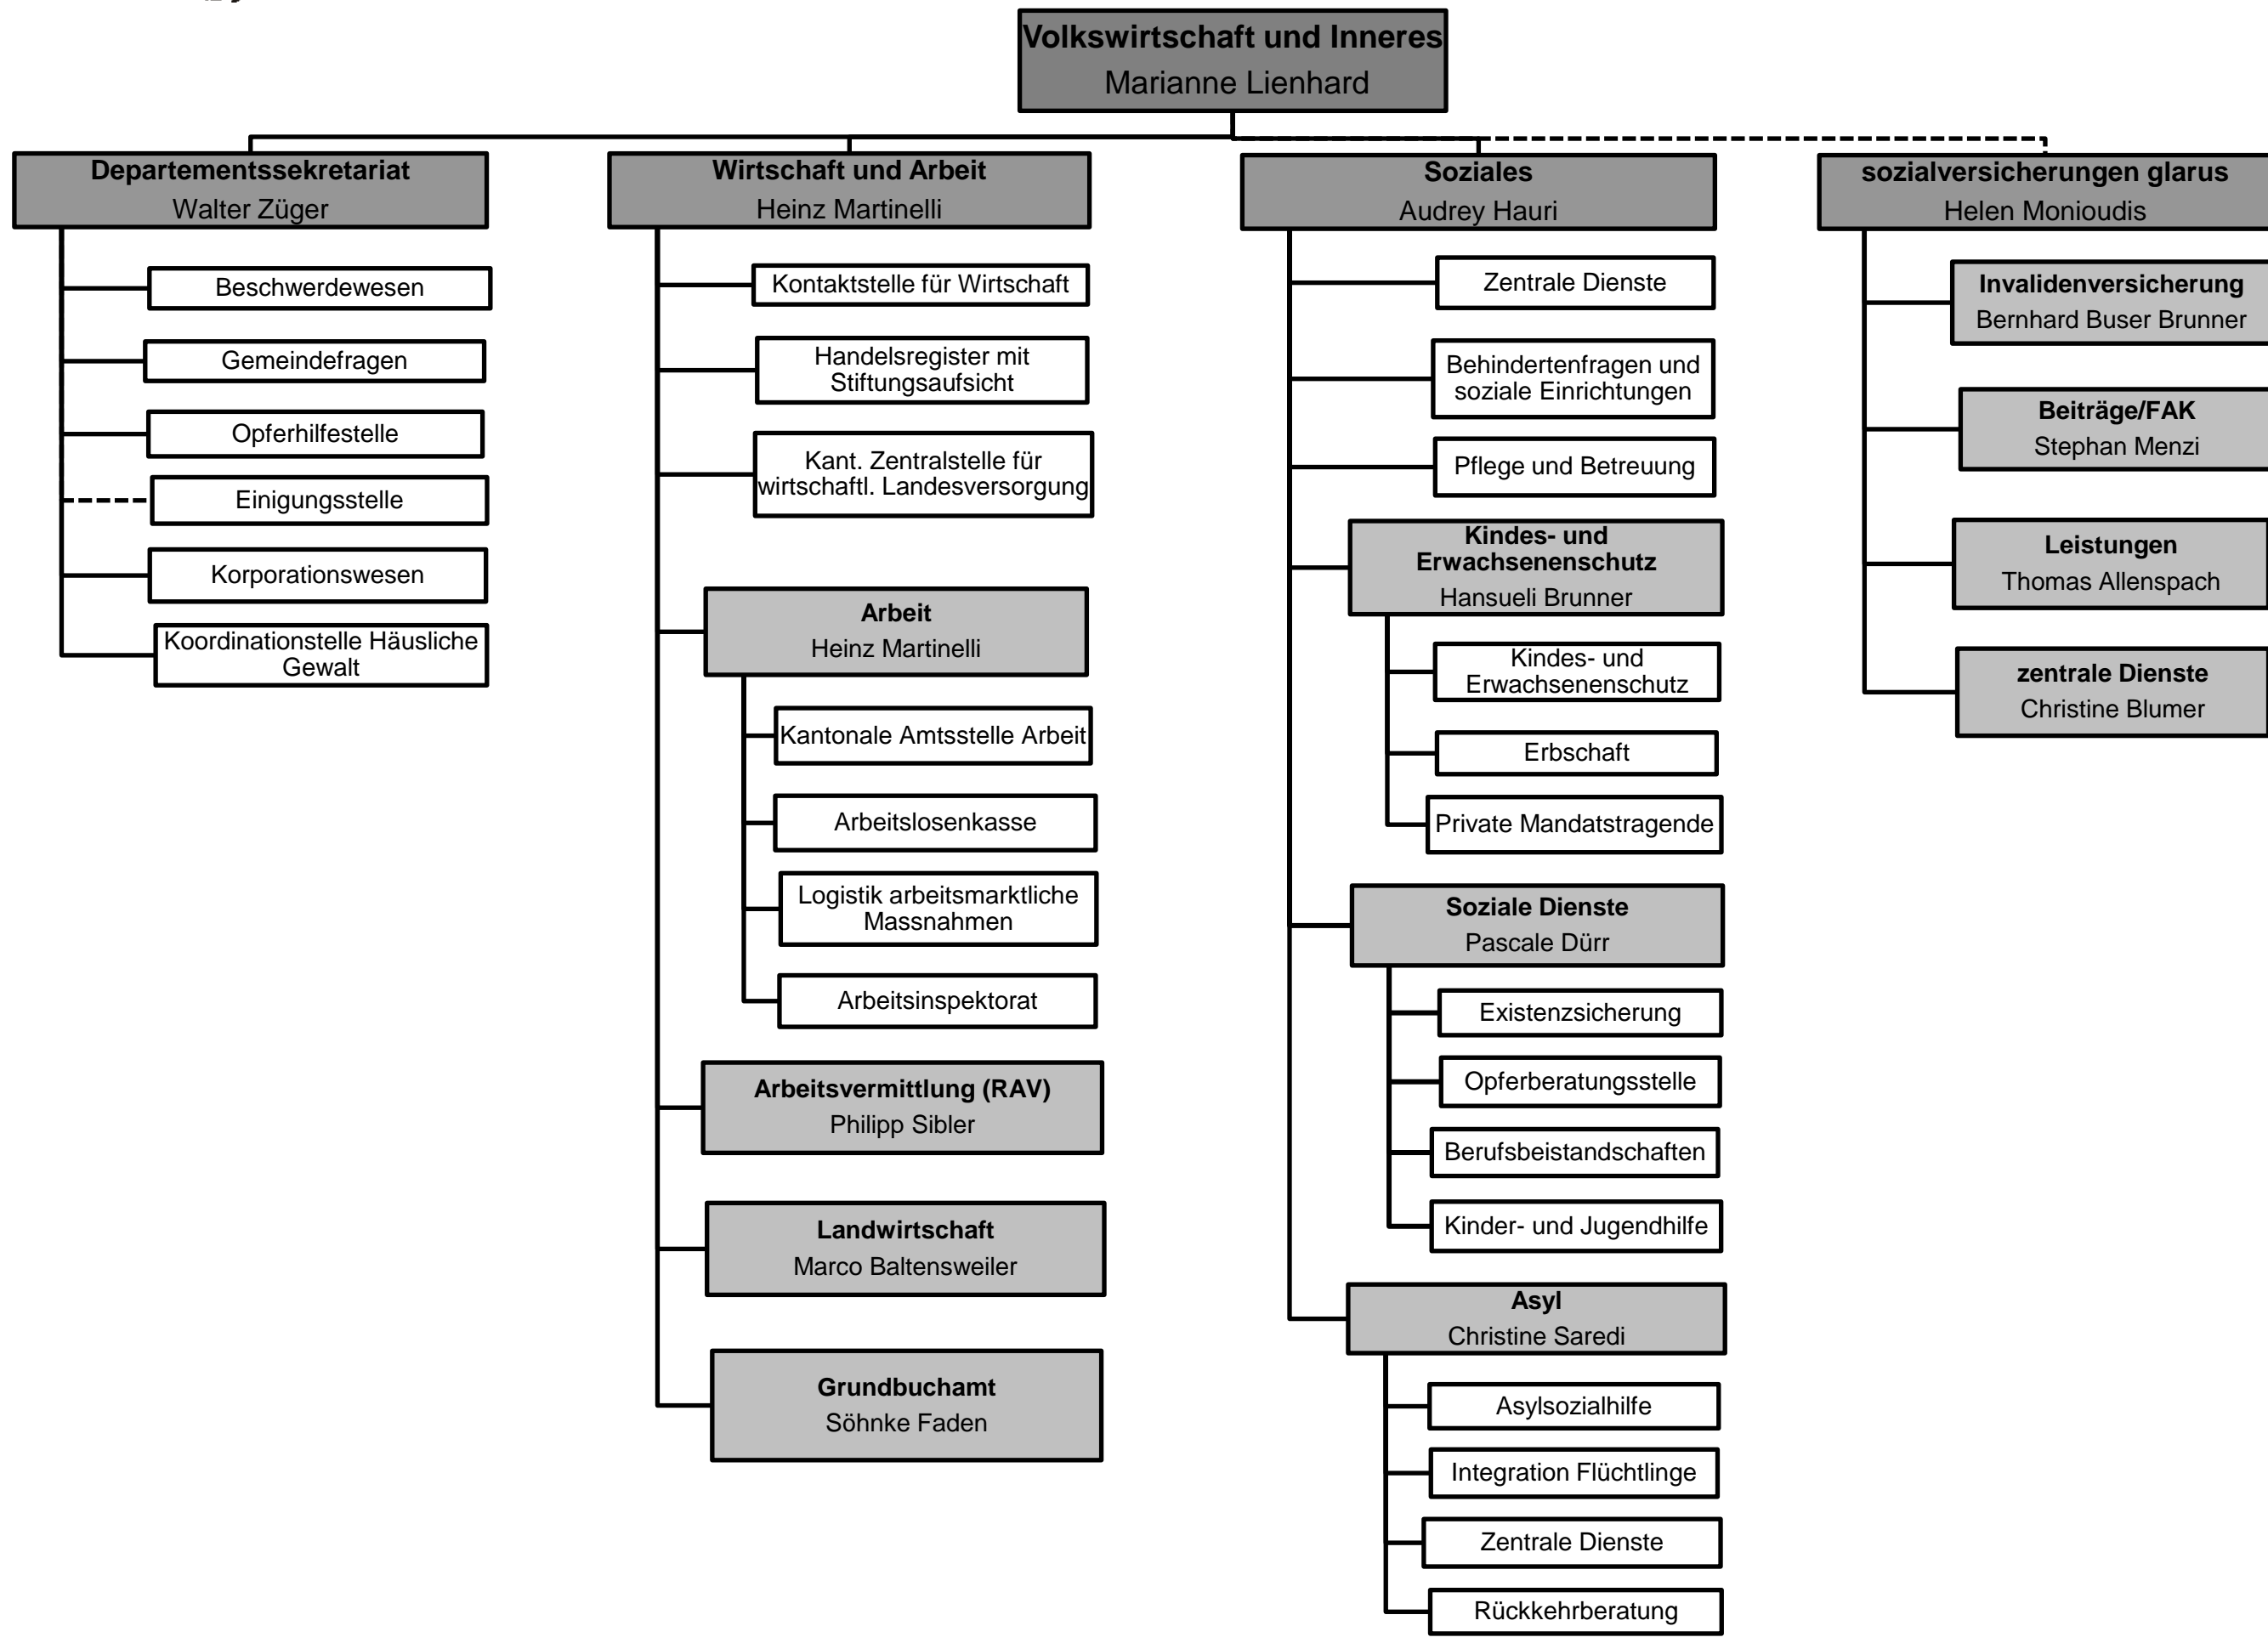 Volkswirtschaft und Inneres
Marianne Lienhard
Departementssekretariat
Walter Züger
Beschwerdewesen
Gemeindefragen
Opferhilfestelle
Einigungsstelle
Korporationswesen
Koordinationstelle Häusliche
Gewalt
Wirtschaft und Arbeit
Heinz Martinelli
Kontaktstelle für Wirtschaft
Handelsregister mit
Stiftungsaufsicht
Kant. Zentralstelle für
wirtschaftl. Landesversorgung
Arbeit
Heinz Martinelli
Kantonale Amtsstelle Arbeit
Arbeitslosenkasse
Logistik arbeitsmarktliche
Massnahmen
Arbeitsinspektorat
Arbeitsvermittlung (RAV)
Philipp Sibler
Landwirtschaft
Marco Baltensweiler
Grundbuchamt
Söhnke Faden
Soziales
Audrey Hauri
Zentrale Dienste
Behindertenfragen und
soziale Einrichtungen
Pflege und Betreuung
Kindes- und
Erwachsenenschutz
Hansueli Brunner
Kindes- und
Erwachsenenschutz
Erbschaft
Private Mandatstragende
Soziale Dienste
Pascale Dürr
Existenzsicherung
Opferberatungsstelle
Berufsbeistandschaften
Kinder- und Jugendhilfe
Asyl
Christine Saredi
Asylsozialhilfe
Integration Flüchtlinge
Zentrale Dienste
Rückkehrberatung
sozialversicherungen glarus
Helen Monioudis
Invalidenversicherung
Bernhard Buser Brunner
Beiträge/FAK
Stephan Menzi
Leistungen
Thomas Allenspach
zentrale Dienste
Christine Blumer